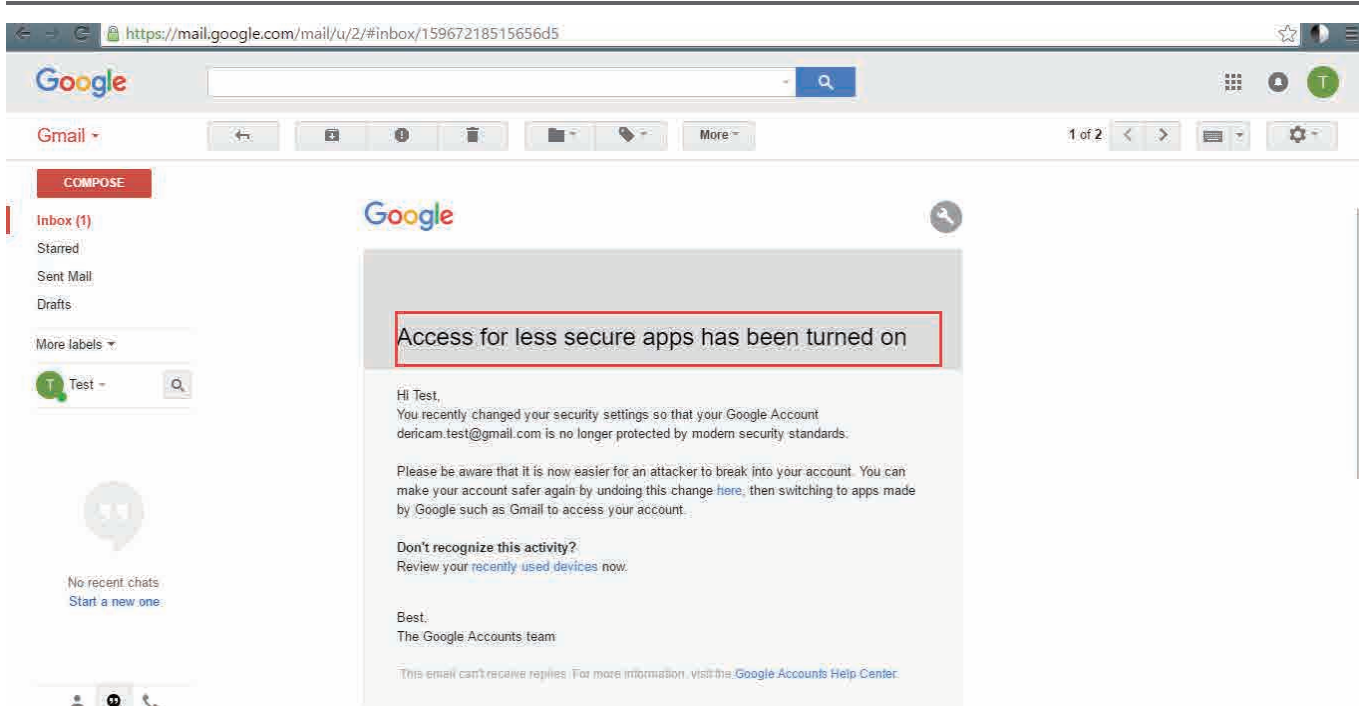 https://mail.google.com/mail/u/2/#inbox/15967218515656d5
Google
T
Gmail
More
1 of 2
COMPOSE
Inbox (1)
Starred
Sent Mail
Drafts
More labels
T Test
No recent chats
Start a new one
Google
Access for less secure apps has been turned on
Hi Test,
You recently changed your security settings so that your Google Account
dericam.test@gmail.com is no longer protected by modern security standards.
Please be aware that it is now easier for an attacker to break into your account. You can
make your account safer again by undoing this change here, then switching to apps made
by Google such as Gmail to access your account.
Don't recognize this activity?
Review your recently used devices now.
Best,
The Google Accounts team
This email can't receive replies. For more information, visit the Google Accounts Help Center.